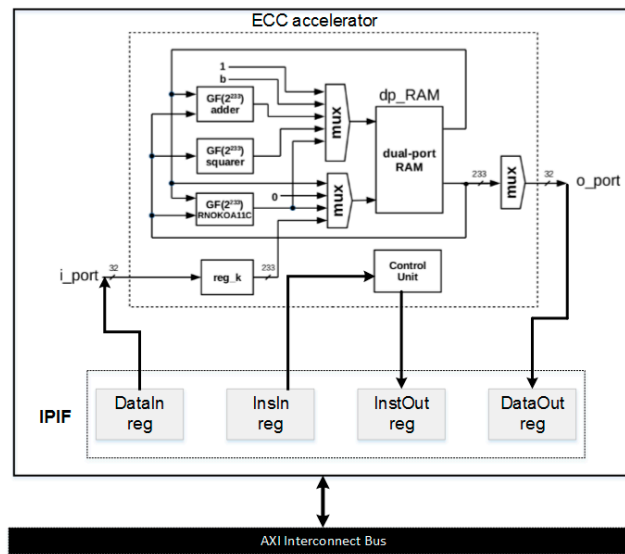 ECC accelerator
1
b
GF(2²³³)
adder
mux
dp_RAM
dual-port
RAM
GF(2²³³)
squarer
GF(2²³³)
RNOKOA11C
0
mux
233
mux
32
o_port
i_port
32
reg_k
233
Control
Unit
IPIF
DataIn
reg
InsIn
reg
InstOut
reg
DataOut
reg
AXI Interconnect Bus